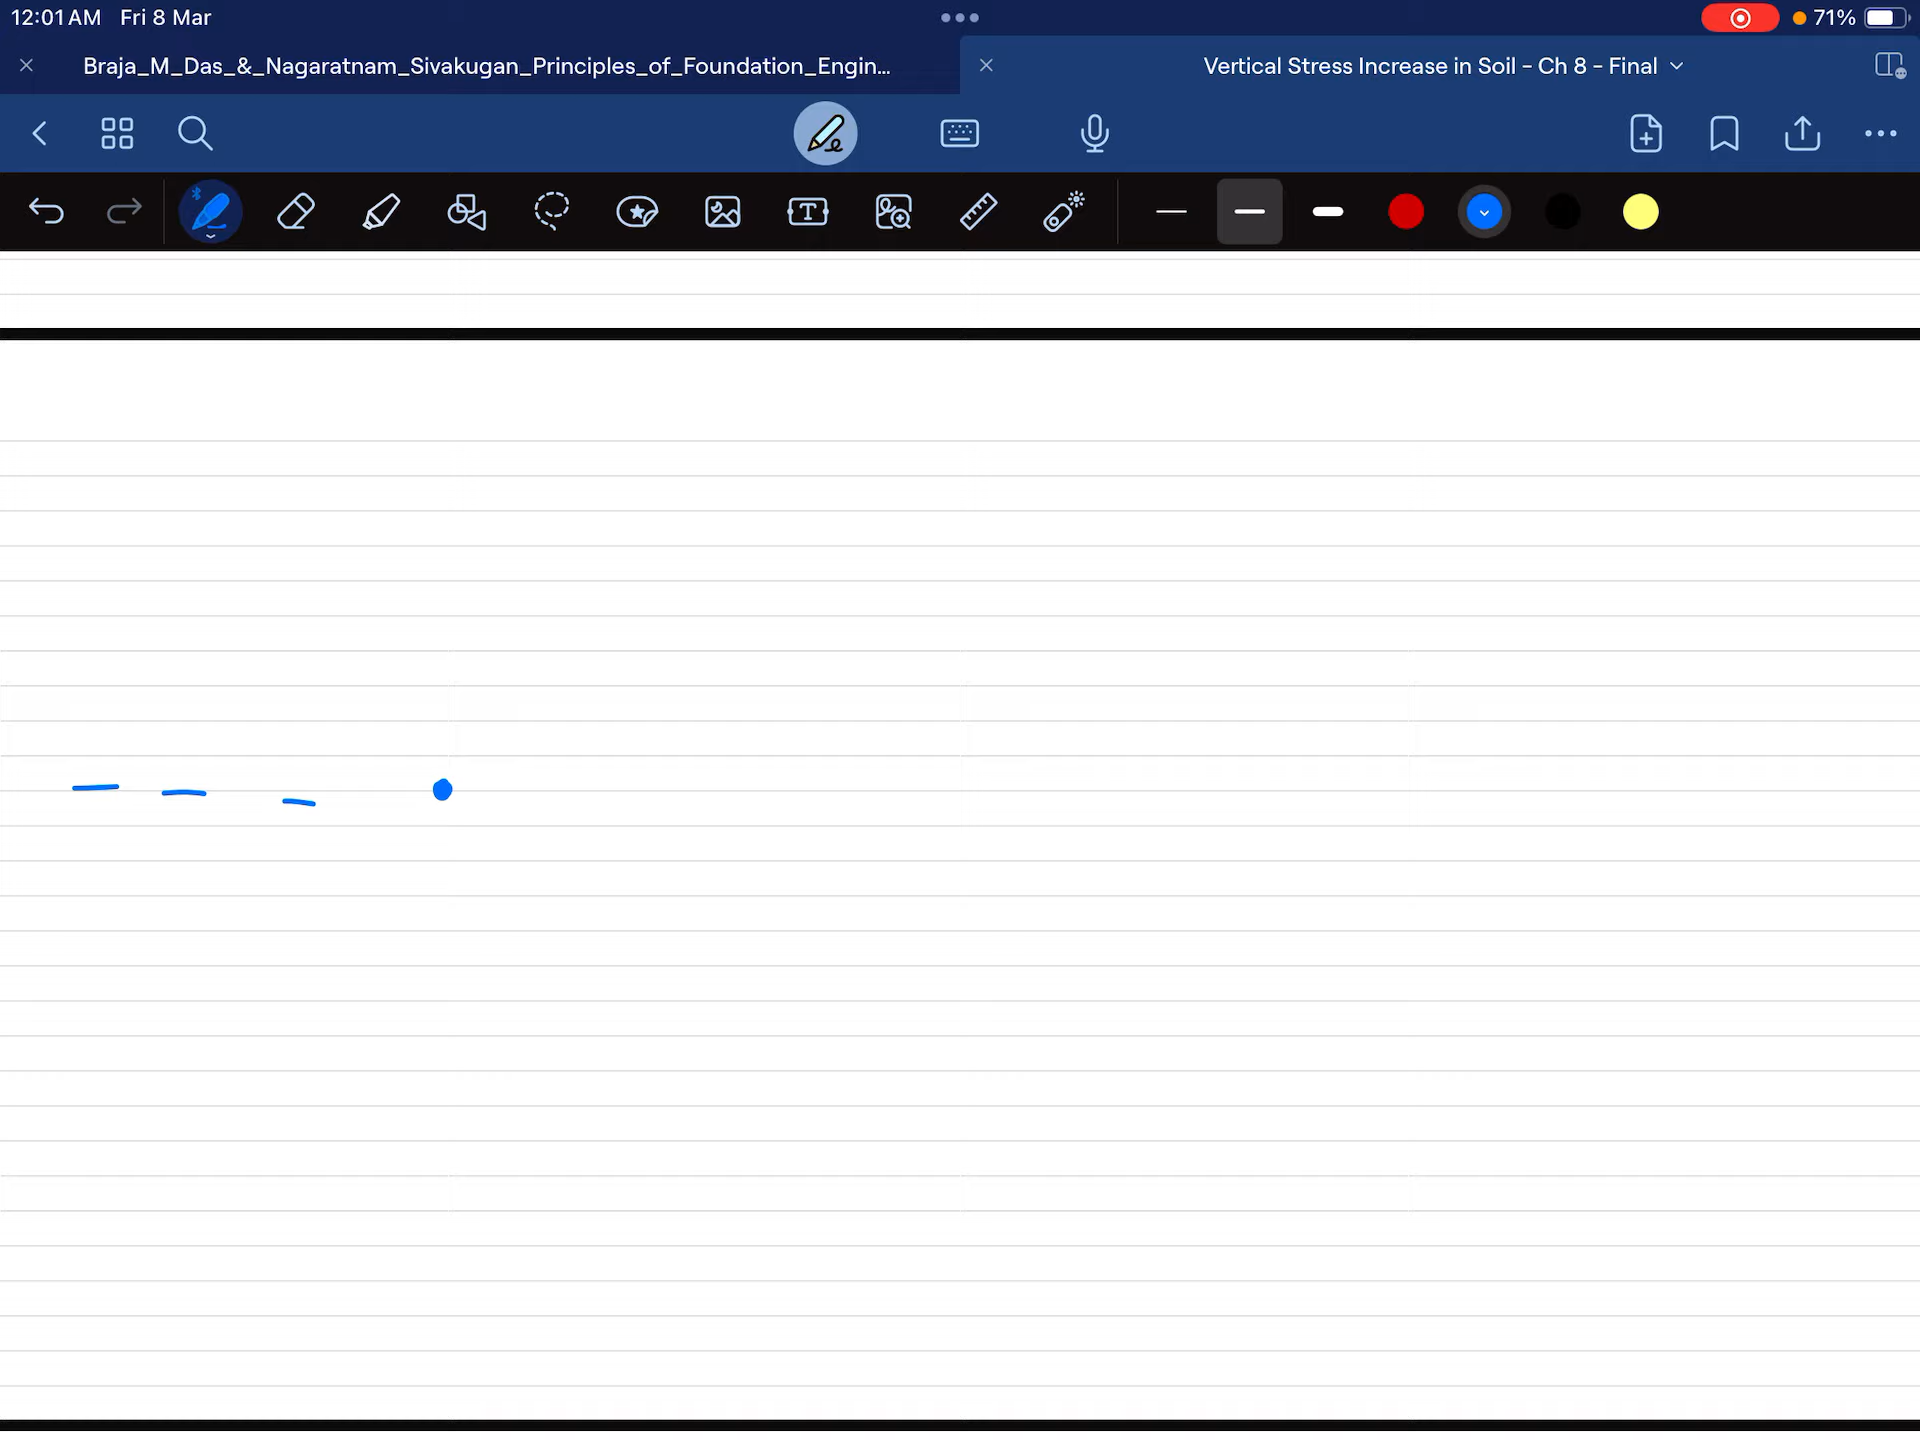 12:01 AM Fri 8 Mar
71%
Braja_M_Das_&_Nagaratnam_Sivakugan_Principles_of_Foundation_Engin...
Vertical Stress Increase in Soil - Ch 8 - Final